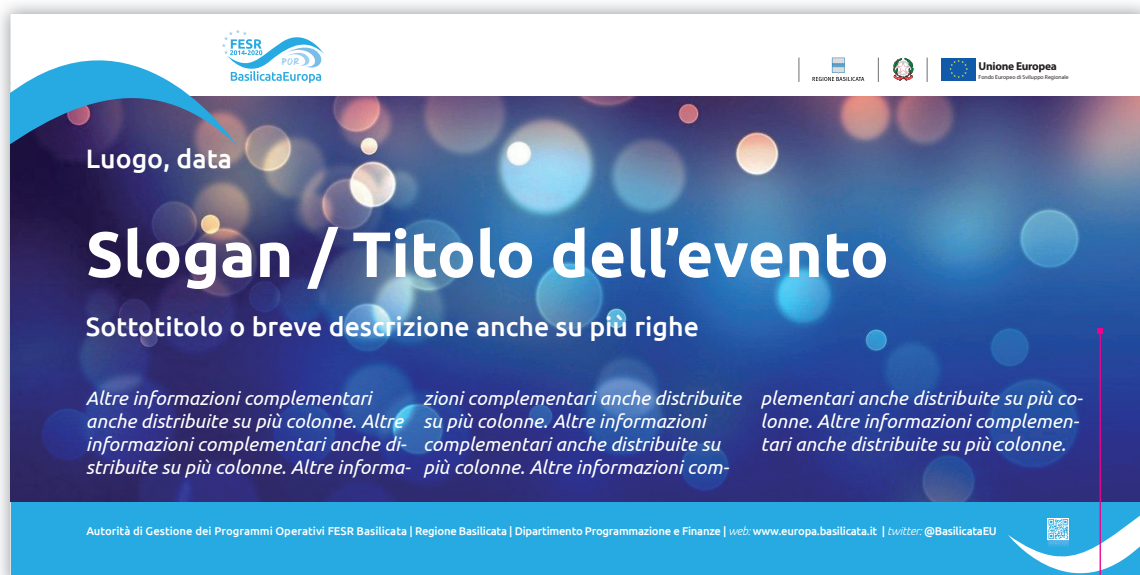 FESR
2014-2020
POR
BasilicataEuropa
REGIONE BASILICATA
Unione Europea
Fondo Europeo di Sviluppo Regionale
Luogo, data
Slogan / Titolo dell’evento
Sottotitolo o breve descrizione anche su più righe
Altre informazioni complementari
anche distribuite su più colonne. Altre
informazioni complementari anche di-
stribuite su più colonne. Altre informa-
zioni complementari anche distribuite
su più colonne. Altre informazioni
complementari anche distribuite su
più colonne. Altre informazioni com-
plementari anche distribuite su più co-
lonne. Altre informazioni complemen-
tari anche distribuite su più colonne.
Autorità di Gestione dei Programmi Operativi FESR Basilicata | Regione Basilicata | Dipartimento Programmazione e Finanze | web: www.europa.basilicata.it | twitter: @BasilicataEU